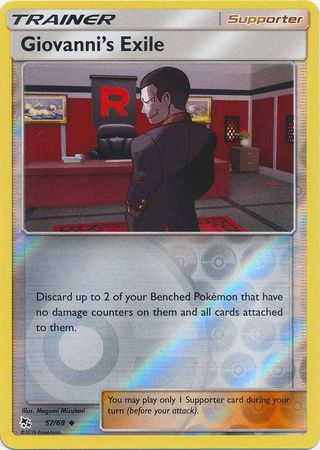 TRAINER
Supporter
Giovanni's Exile
R
Discard up to 2 of your Benched Pokémon that have
no damage counters on them and all cards attached
to them.
Illus. Megumi Mizutani
57/68
You may play only 1 Supporter card during your
turn (before your attack).
©2019 Pokémon